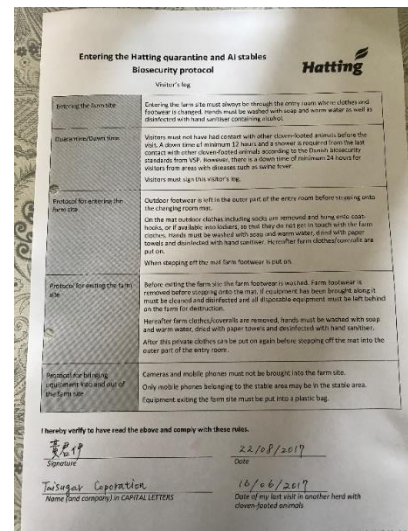 Entering the Hatting quarantine and AI stables
Biosecurity protocol
Hatting
Visitor's log
Entering the farm site
Entering the farm site must always be through the entry room where clothes and
footwear is changed. Hands must be washed with soap and warm water as well as
disinfected with hand sanitiser containing alcohol.
Quarantine/Down time
Visitors must not have had contact with other cloven-footed animals before the
visit. A down time of minimum 12 hours and a shower is required from the last
contact with other cloven-footed animals according to the Danish biosecurity
standards from VSP. However, there is a down time of minimum 24 hours for
visitors from areas with diseases such as swine fever.
Visitors must sign this visitor's log.
Protocol for entering the
farm site
Outdoor footwear is left in the outer part of the entry room before stepping onto
the changing room mat.
On the mat outdoor clothes including socks are removed and hung onto coat-
hooks, or if available into lockers, so that they do not get in touch with the farm
clothes. Hands must be washed with soap and warm water, dried with paper
towels and disinfected with hand sanitiser. Hereafter farm clothes/coveralls are
put on.
When stepping off the mat farm footwear is put on.
Protocol for exiting the farm
site
Before exiting the farm site the farm footwear is washed. Farm footwear is
removed before stepping onto the mat. If equipment has been brought along it
must be cleaned and disinfected and all disposable equipment must be left behind
on the farm for destruction.
Hereafter farm clothes/coveralls are removed, hands must be washed with soap
and warm water, dried with paper towels and desinfected with hand sanitiser.
After this private clothes can be put on again before stepping off the mat into the
outer part of the entry room.
Protocol for bringing
equipment into and out of
the farm site
Cameras and mobile phones must not be brought into the farm site.
Only mobile phones belonging to the stable area may be in the stable area.
Equipment exiting the farm site must be put into a plastic bag.
I hereby verify to have read the above and comply with these rules.
22/08/2017
Signature
Date
TaiSugar Coporation
16/06/2017
Name (and company) in CAPITAL LETTERS
Date of my last visit in another herd with
cloven-footed animals